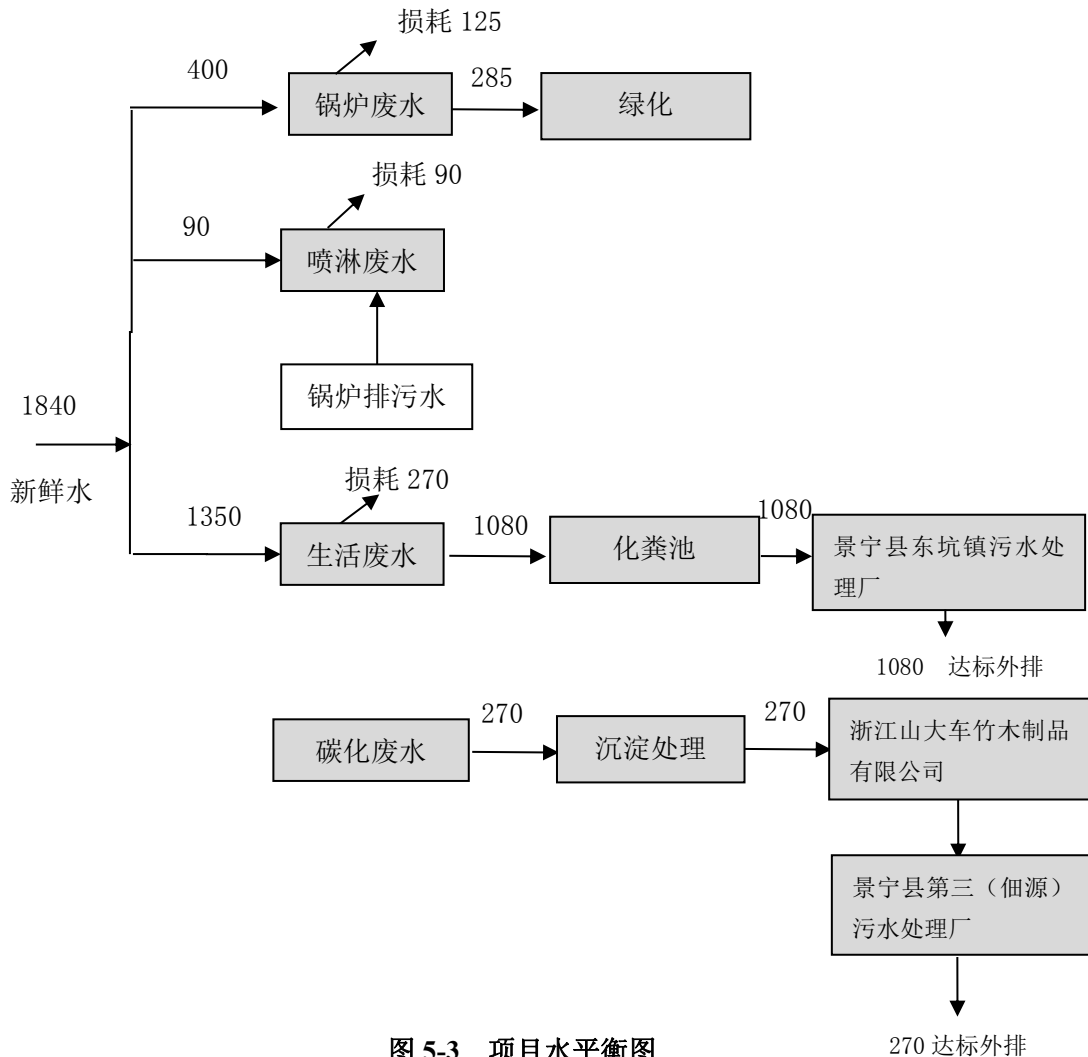 损耗 125
400
锅炉废水
285
绿化
损耗 90
90
喷淋废水
锅炉排污水
1840
新鲜水
损耗 270
1350
生活废水
1080
化粪池
1080
景宁县东坑镇污水处
理厂
1080 达标外排
碳化废水
270
沉淀处理
270
浙江山大车竹木制品
有限公司
景宁县第三（佃源）
污水处理厂
270 达标外排
图 5-3 项目水平衡图